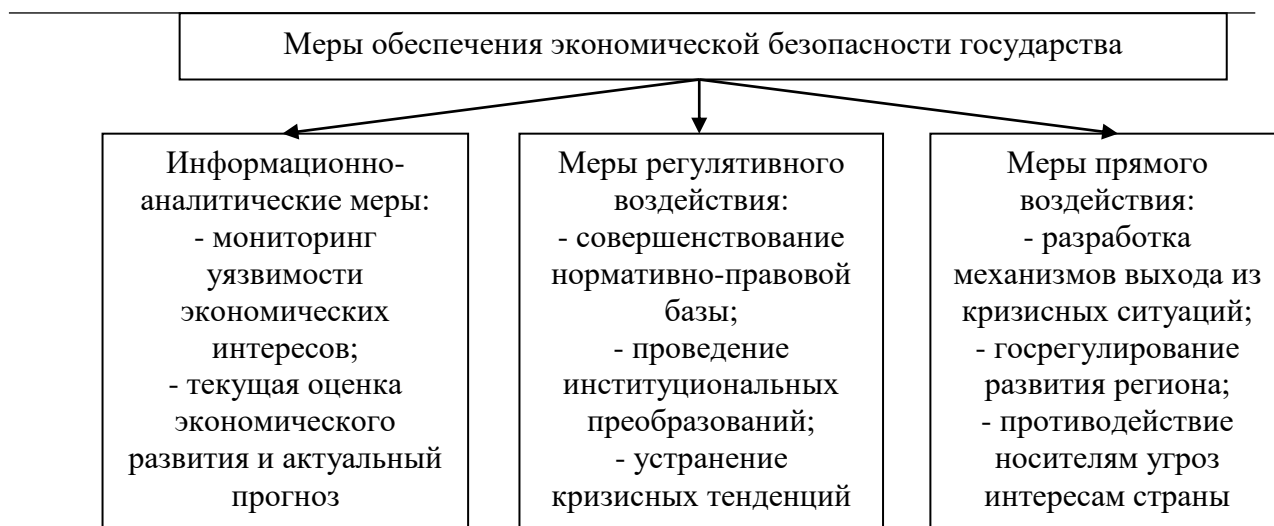 Меры обеспечения экономической безопасности государства
Информационно-
аналитические меры:
- мониторинг
уязвимости
экономических
интересов;
- текущая оценка
экономического
развития и актуальный
прогноз
Меры регулятивного
воздействия:
- совершенствование
нормативно-правовой
базы;
- проведение
институциональных
преобразований;
- устранение
кризисных тенденций
Меры прямого
воздействия:
- разработка
механизмов выхода из
кризисных ситуаций;
- госрегулирование
развития региона;
- противодействие
носителям угроз
интересам страны